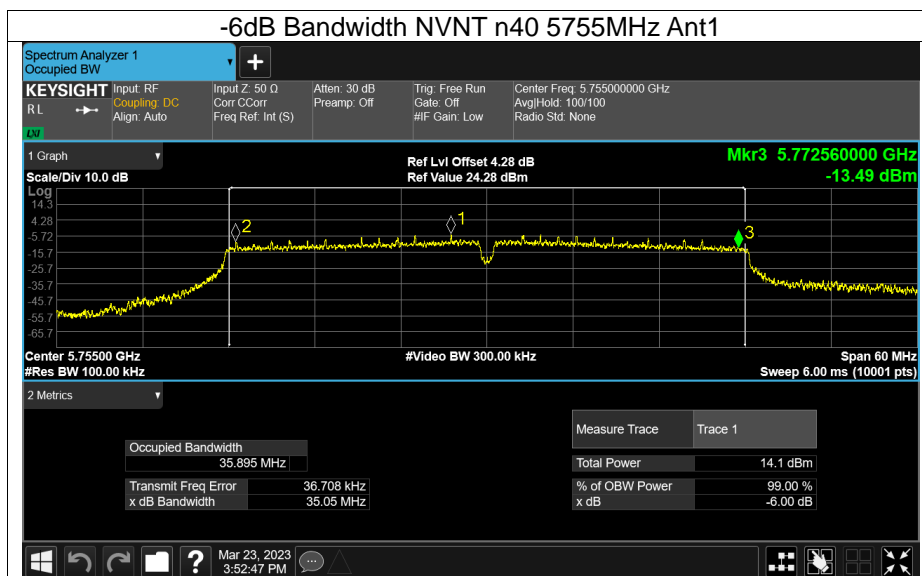 -6dB Bandwidth NVNT n40 5755MHz Ant1
Spectrum Analyzer 1
Occupied BW
+
KEYSIGHT Input: RF Input Z: 50 Ω Atten: 30 dB Trig: Free Run Center Freq: 5.755000000 GHz
RL Coupling: DC Corr CCorr Preamp: Off Gate: Off Avg|Hold: 100/100
Align: Auto Freq Ref: Int (S) #IF Gain: Low Radio Std: None
LXI
1 Graph Ref Lvl Offset 4.28 dB Mkr3 5.772560000 GHz
Scale/Div 10.0 dB Ref Value 24.28 dBm -13.49 dBm
Log
14.3
4.28
-5.72
-15.7
-25.7
-35.7
-45.7
-55.7
-65.7
2
1
3
Center 5.75500 GHz #Video BW 300.00 kHz Span 60 MHz
#Res BW 100.00 kHz Sweep 6.00 ms (10001 pts)
2 Metrics
Measure Trace Trace 1
Occupied Bandwidth
35.895 MHz Total Power 14.1 dBm
Transmit Freq Error 36.708 kHz % of OBW Power 99.00 %
x dB Bandwidth 35.05 MHz x dB -6.00 dB
? Mar 23, 2023
3:52:47 PM